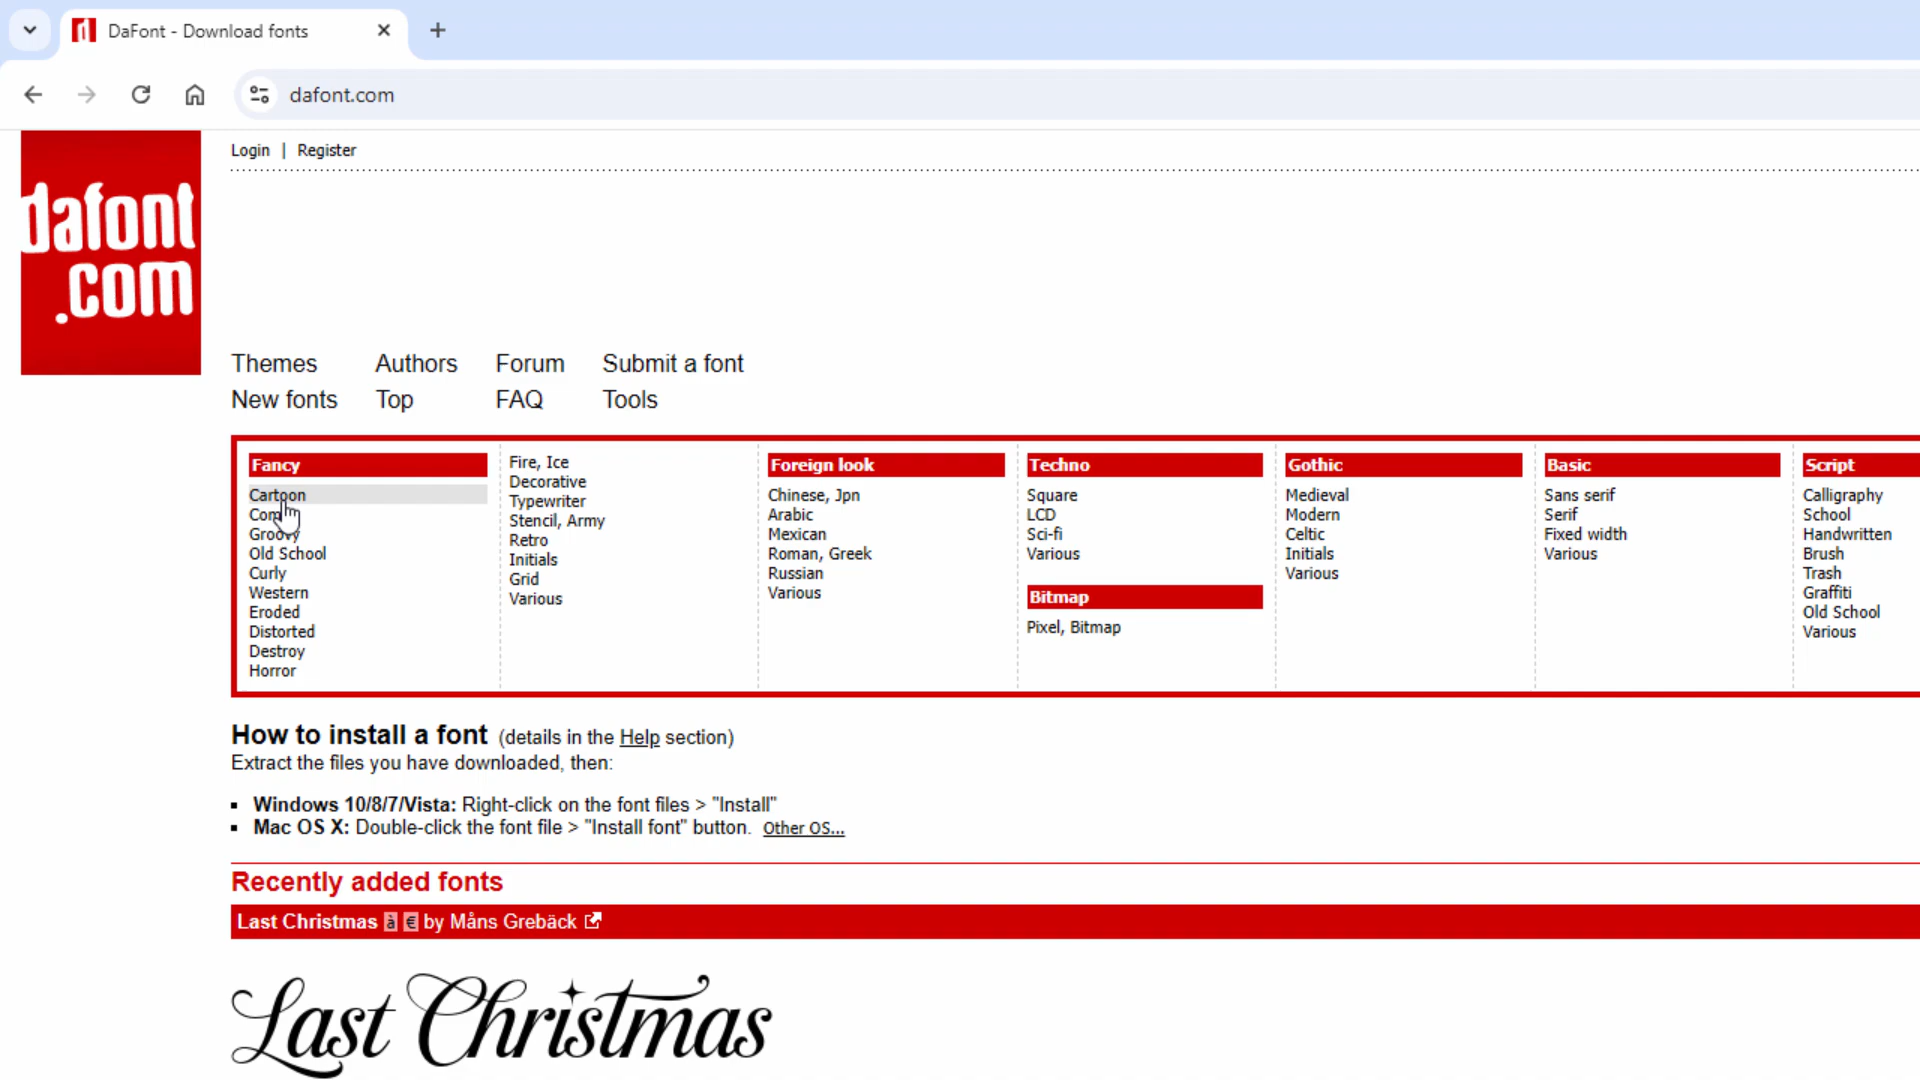 DaFont - Download fonts
dafont.com
Login | Register
dafont
.com
Themes Authors Forum Submit a font
New fonts Top FAQ Tools
Fancy
Cartoon
Groovy
Old School
Curly
Western
Eroded
Distorted
Destroy
Horror
Fire, Ice
Decorative
Typewriter
Stencil, Army
Retro
Initials
Grid
Various
Foreign look
Chinese, Jpn
Arabic
Mexican
Roman, Greek
Russian
Various
Techno
Square
LCD
Sci-fi
Various
Bitmap
Pixel, Bitmap
Gothic
Medieval
Modern
Celtic
Initials
Various
Basic
Sans serif
Serif
Fixed width
Various
Script
Calligraphy
School
Handwritten
Brush
Trash
Graffiti
Old School
Various
How to install a font (details in the Help section)
Extract the files you have downloaded, then:
▪ Windows 10/8/7/Vista: Right-click on the font files > "Install"
▪ Mac OS X: Double-click the font file > "Install font" button. Other OS...
Recently added fonts
Last Christmas à € by Måns Grebäck
Last Christmas